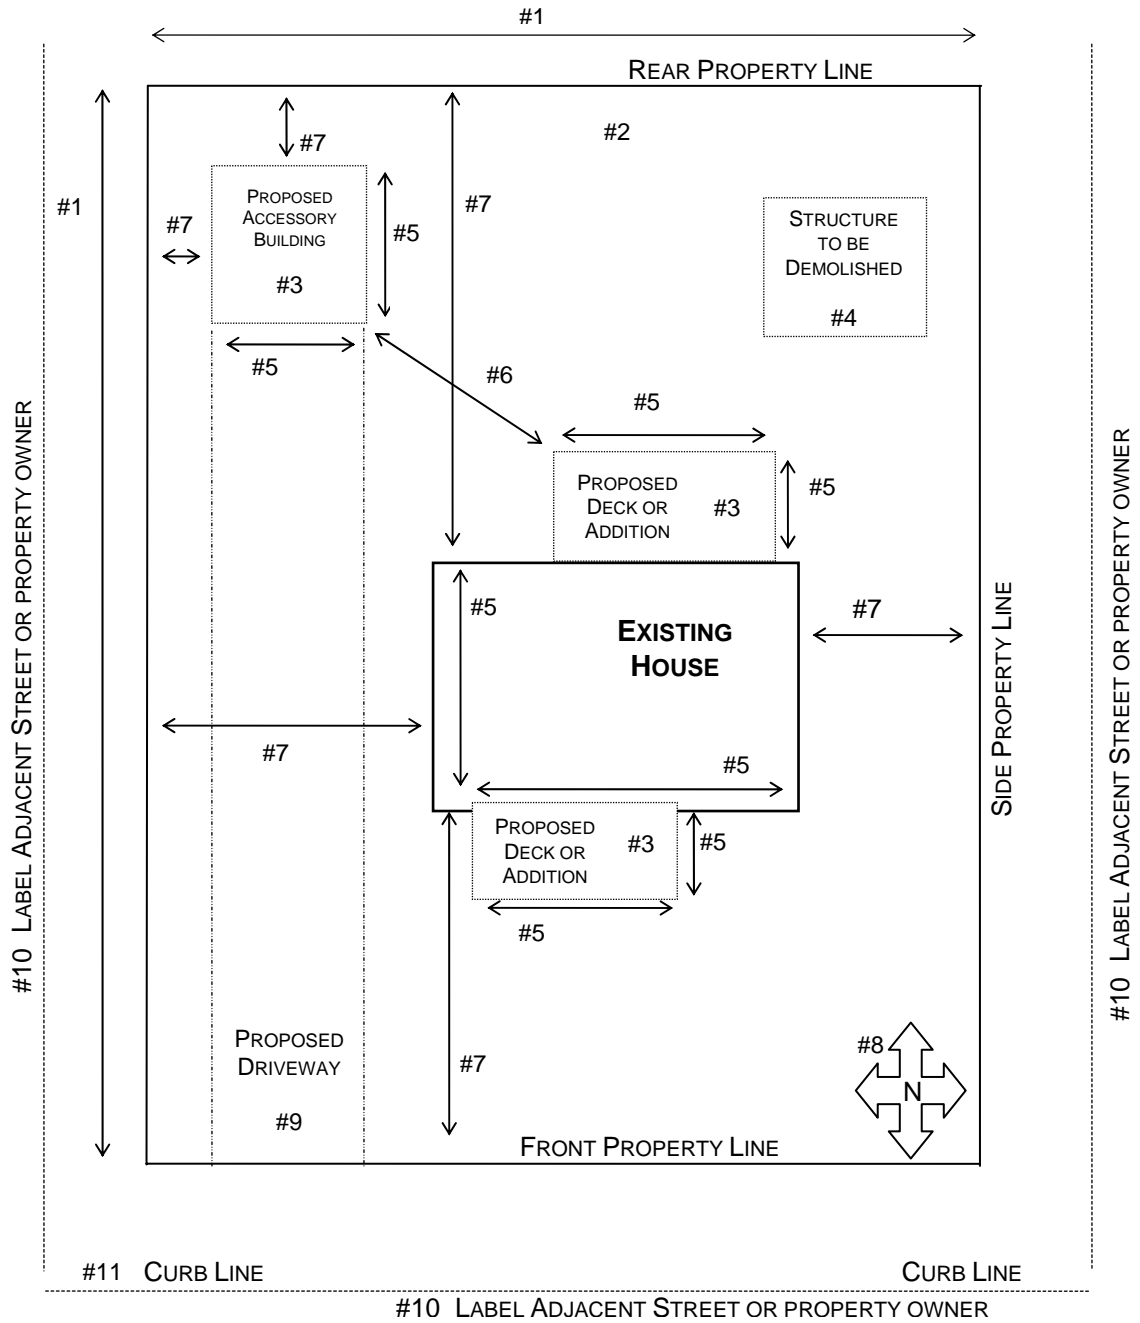 #1
REAR PROPERTY LINE
#7
#2
#1
PROPOSED
ACCESSORY
BUILDING
#3
#7
#5
#7
STRUCTURE
TO BE
DEMOLISHED
#4
#5
#6
#5
PROPOSED
DECK OR
ADDITION
#3
#5
#10 LABEL ADJACENT STREET OR PROPERTY OWNER
#5
EXISTING
HOUSE
#7
SIDE PROPERTY LINE
#10 LABEL ADJACENT STREET OR PROPERTY OWNER
#7
#5
PROPOSED
DECK OR
ADDITION
#3
#5
#5
PROPOSED
DRIVEWAY
#9
#7
#8
N
FRONT PROPERTY LINE
#11 CURB LINE
CURB LINE
#10 LABEL ADJACENT STREET OR PROPERTY OWNER